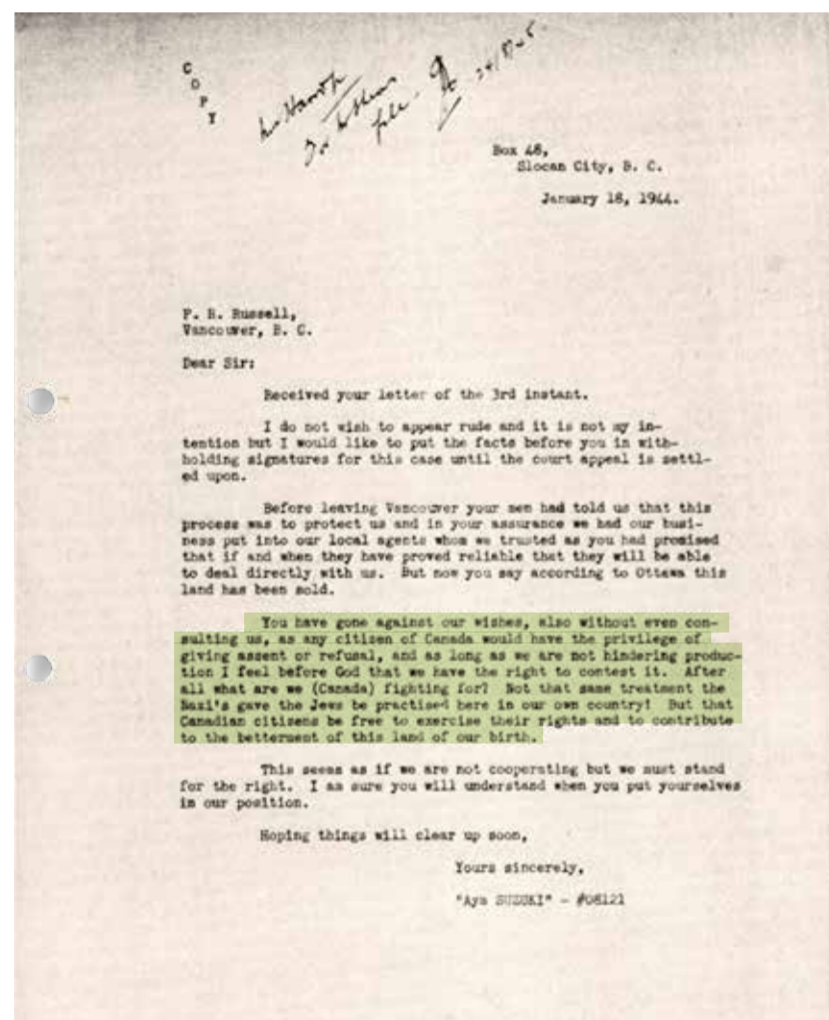 COPY
file.
Box 48,
Slocan City, B. C.
January 18, 1944.
P. R. Russell,
Vancouver, B. C.
Dear Sir:
Received your letter of the 3rd instant.
I do not wish to appear rude and it is not my in-
tention but I would like to put the facts before you in with-
holding signatures for this case until the court appeal is settl-
ed upon.
Before leaving Vancouver your men had told us that this
process was to protect us and in your assurance we had our busi-
ness put into our local agents whom we trusted as you had promised
that if and when they have proved reliable that they will be able
to deal directly with us. But now you say according to Ottawa this
land has been sold.
You have gone against our wishes, also without even con-
sulting us, as any citizen of Canada would have the privilege of
giving assent or refusal, and as long as we are not hindering produc-
tion I feel before God that we have the right to contest it. After
all what are we (Canada) fighting for? Not that same treatment the
Nazi's gave the Jews be practised here in our own country! But that
Canadian citizens be free to exercise their rights and to contribute
to the betterment of this land of our birth.
This seems as if we are not cooperating but we must stand
for the right. I am sure you will understand when you put yourselves
in our position.
Hoping things will clear up soon,
Yours sincerely,
"Aya SUZUKI" - #08121